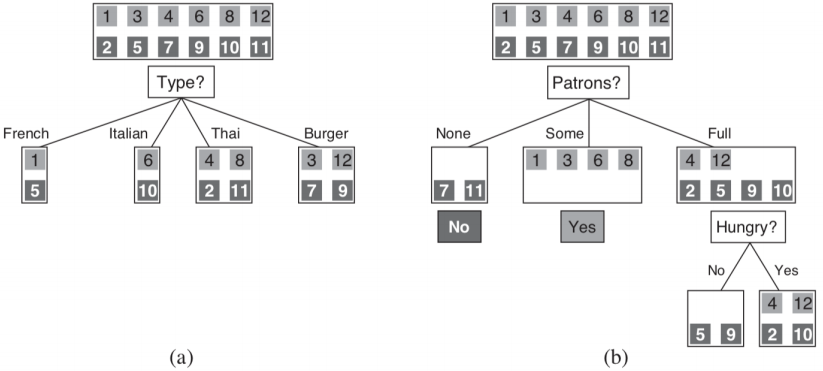 1 3 4 6 8 12
2 5 7 9 10 11
Type?
French Italian Thai Burger
1 6 4 8 3 12
5 10 2 11 7 9
(a)
1 3 4 6 8 12
2 5 7 9 10 11
Patrons?
None Some Full
1 3 6 8 4 12
7 11 2 5 9 10
No Yes Hungry?
No Yes
4 12
5 9 2 10
(b)